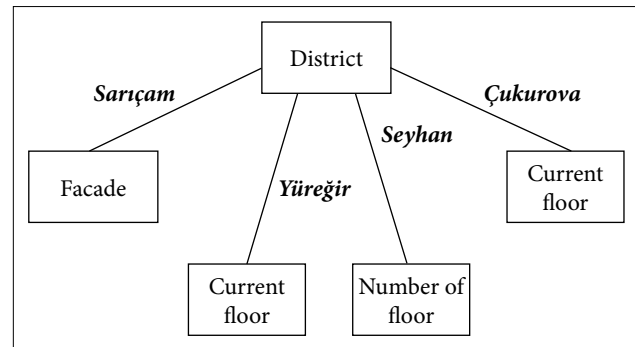 District
Sarıçam
Çukurova
Seyhan
Facade
Yüreğir
Current
floor
Current
floor
Number of
floor